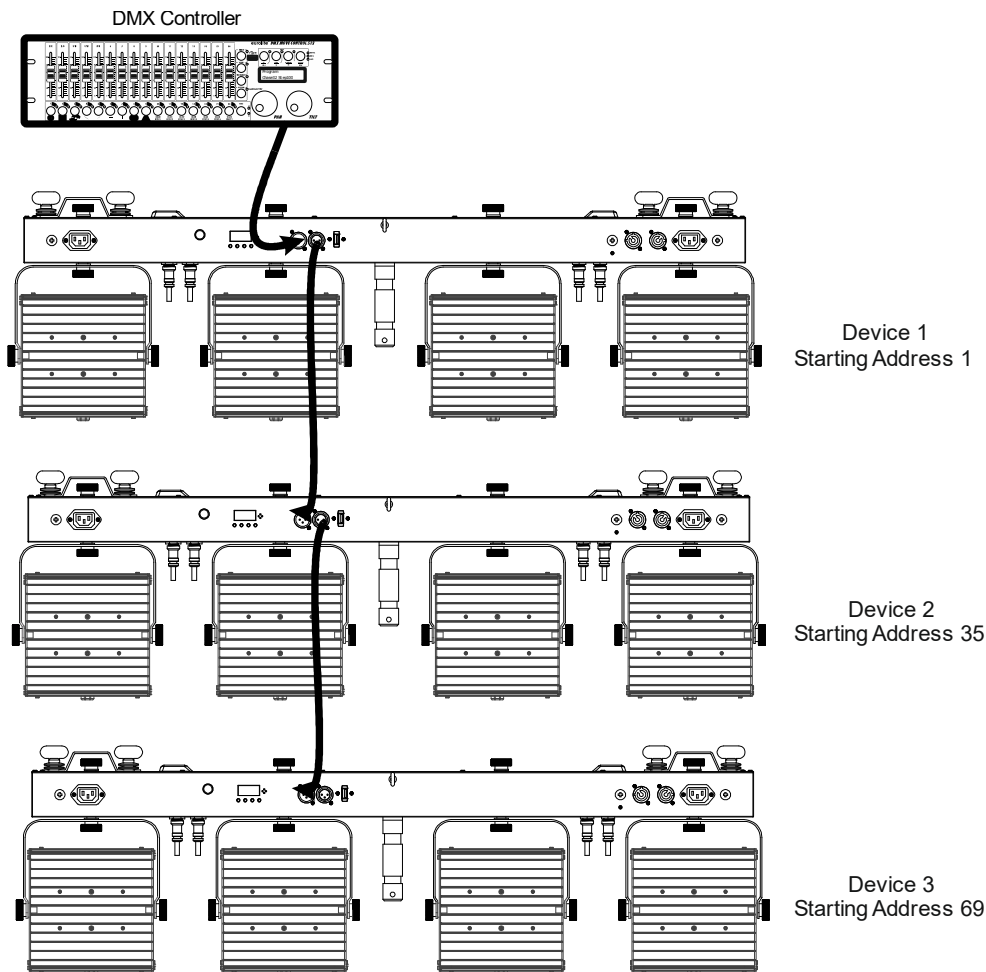 DMX Controller
Device 1
Starting Address 1
Device 2
Starting Address 35
Device 3
Starting Address 69